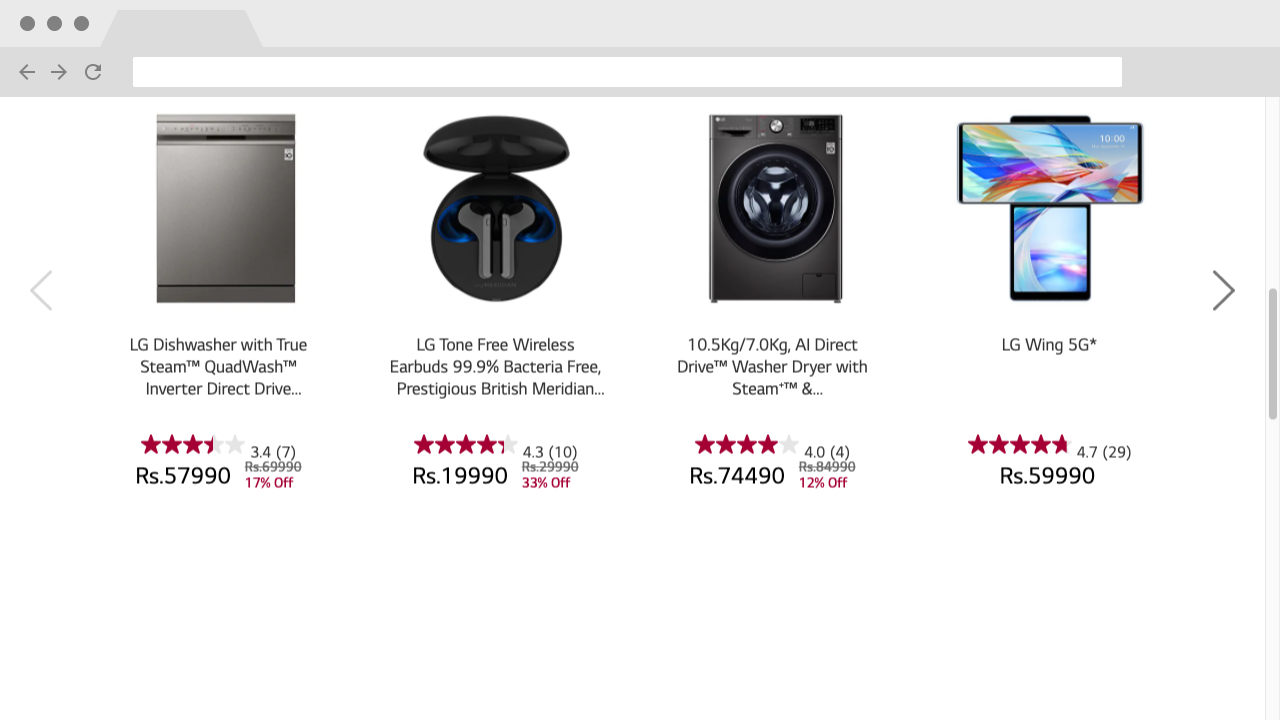 10:00
LG Dishwasher with True
Steam™ QuadWash™
Inverter Direct Drive...
3.4 (7)
Rs.57990
Rs.69990
17% Off
LG Tone Free Wireless
Earbuds 99.9% Bacteria Free,
Prestigious British Meridian...
4.3 (10)
Rs.19990
Rs.29990
33% Off
10.5Kg/7.0Kg, AI Direct
Drive™ Washer Dryer with
Steam⁺™ &...
4.0 (4)
Rs.74490
Rs.84990
12% Off
LG Wing 5G*
4.7 (29)
Rs.59990